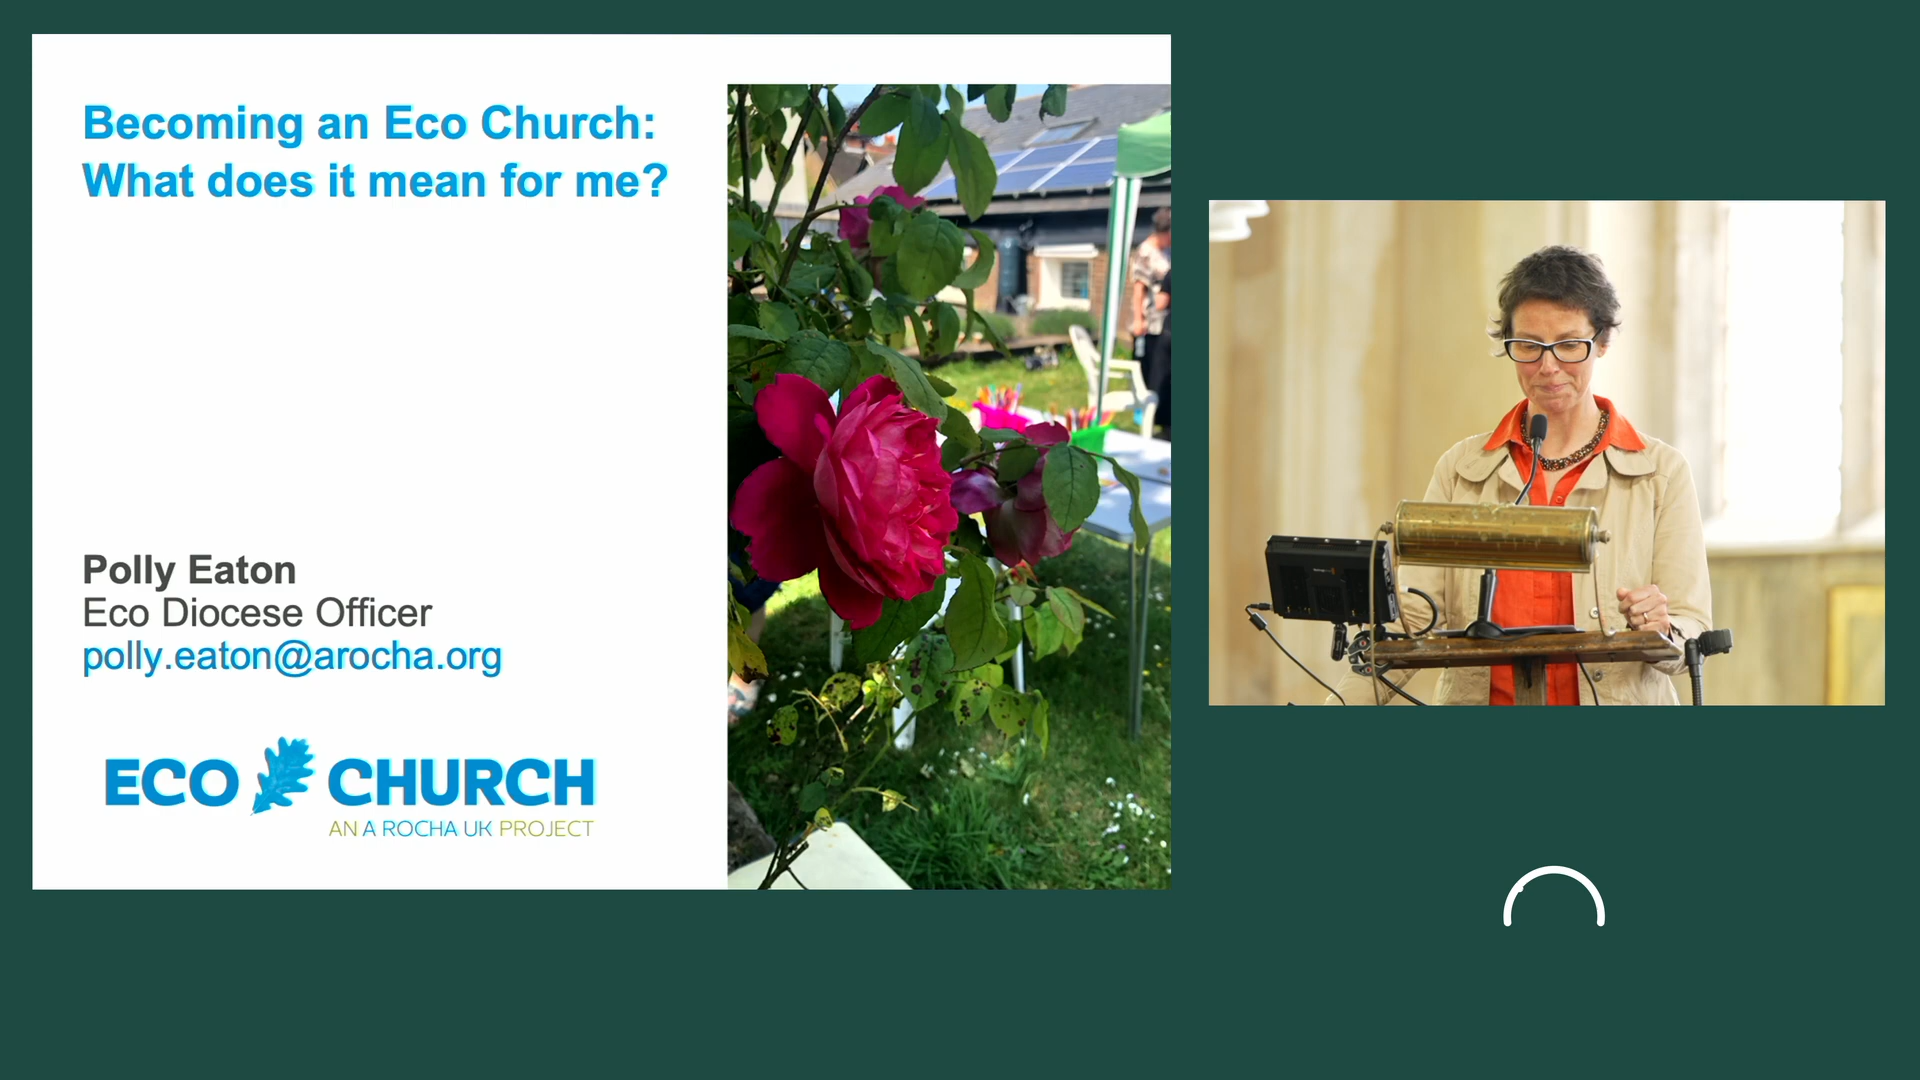 Becoming an Eco Church:
What does it mean for me?
Polly Eaton
Eco Diocese Officer
polly.eaton@arocha.org
ECO CHURCH
AN A ROCHA UK PROJECT